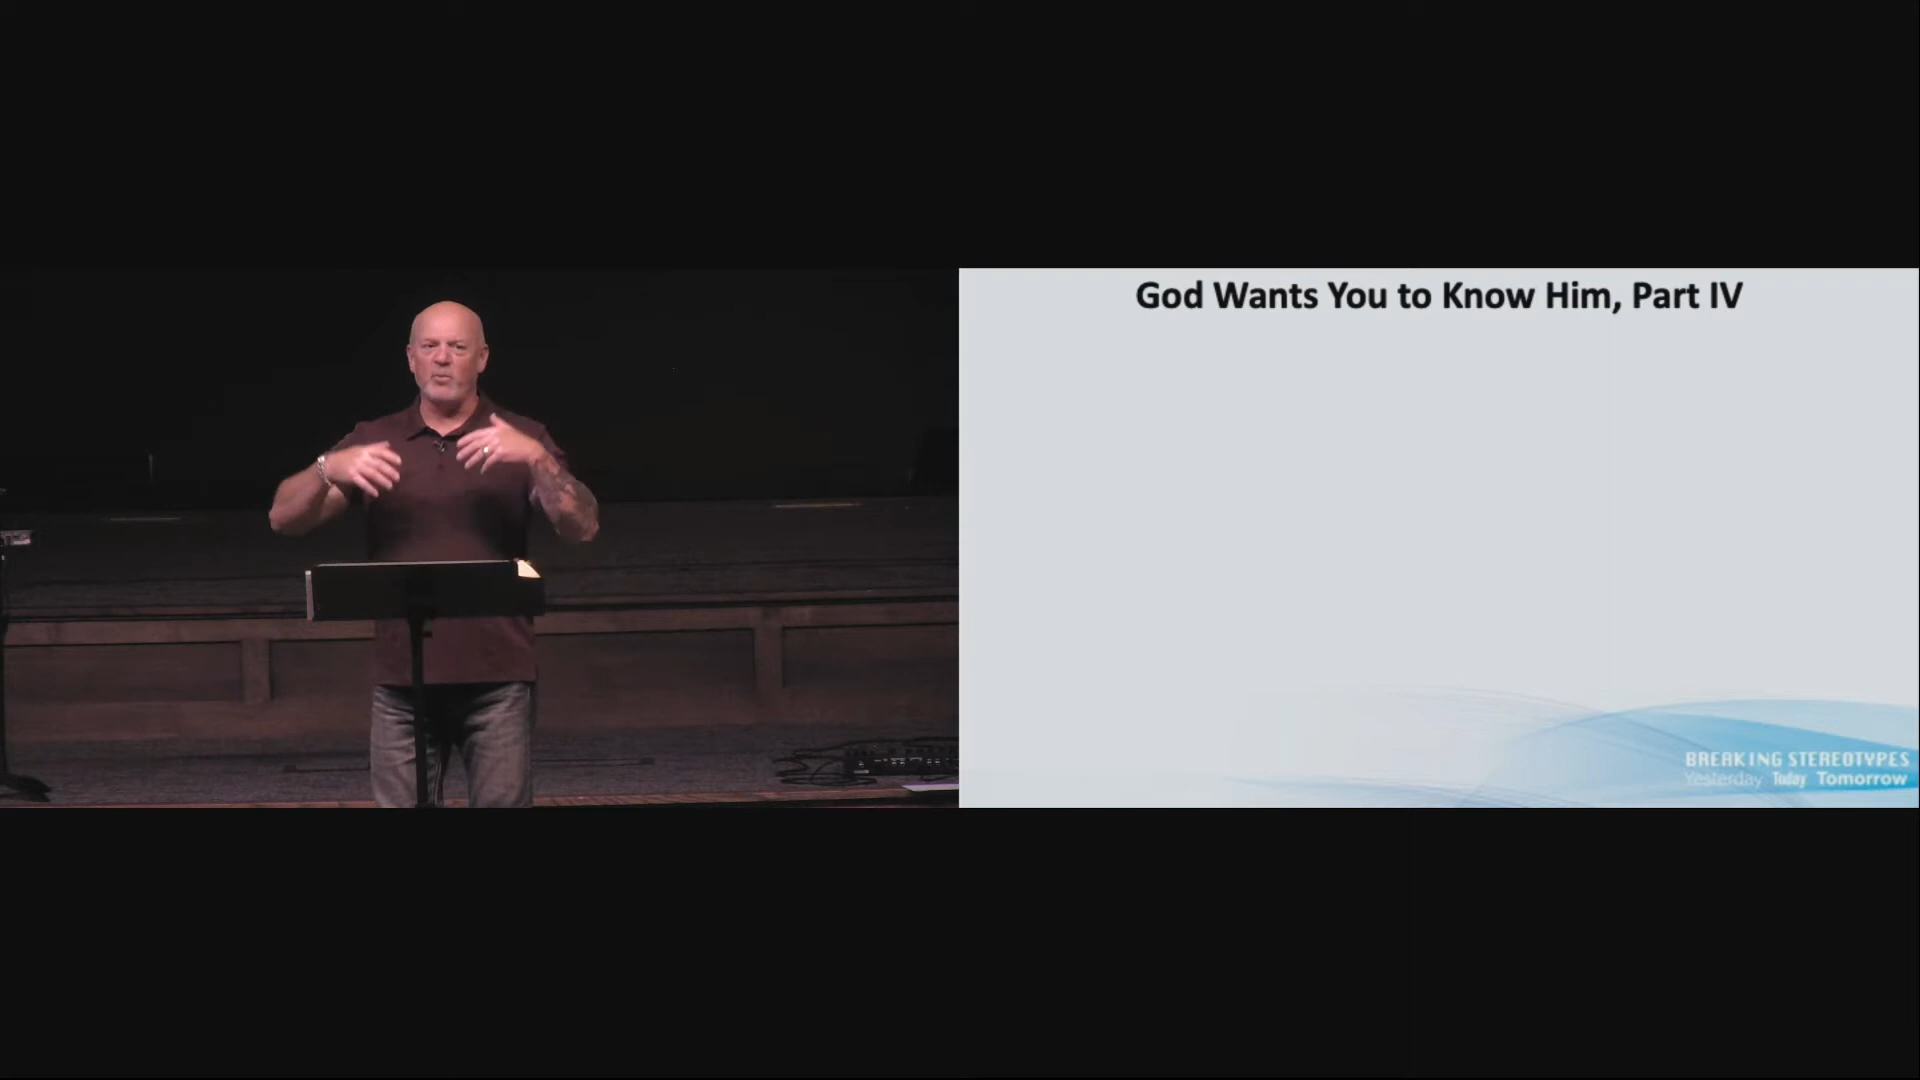 God Wants You to Know Him, Part IV
BREAKING STEREOTYPES
Yesterday Today Tomorrow